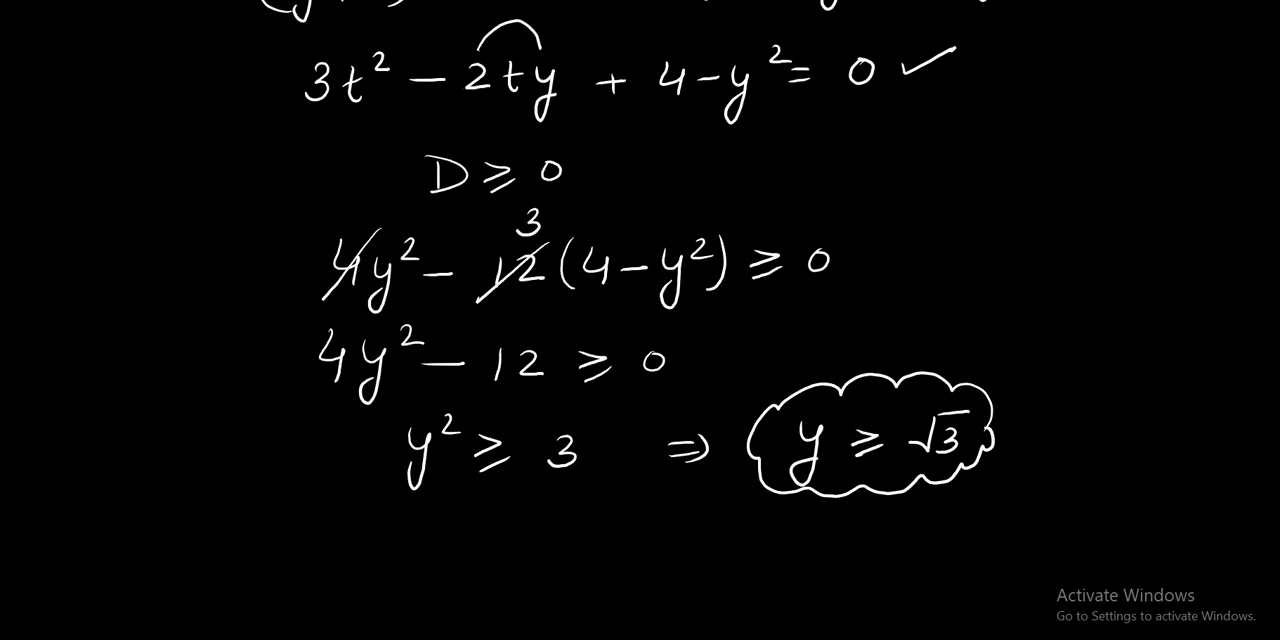 3t² - 2ty + 4 - y² = 0 ✓
D ≥ 0
3
4y² - 12(4 - y²) ≥ 0
4y² - 12 ≥ 0
y² ≥ 3 ⇒ y ≥ √3
Activate Windows
Go to Settings to activate Windows.